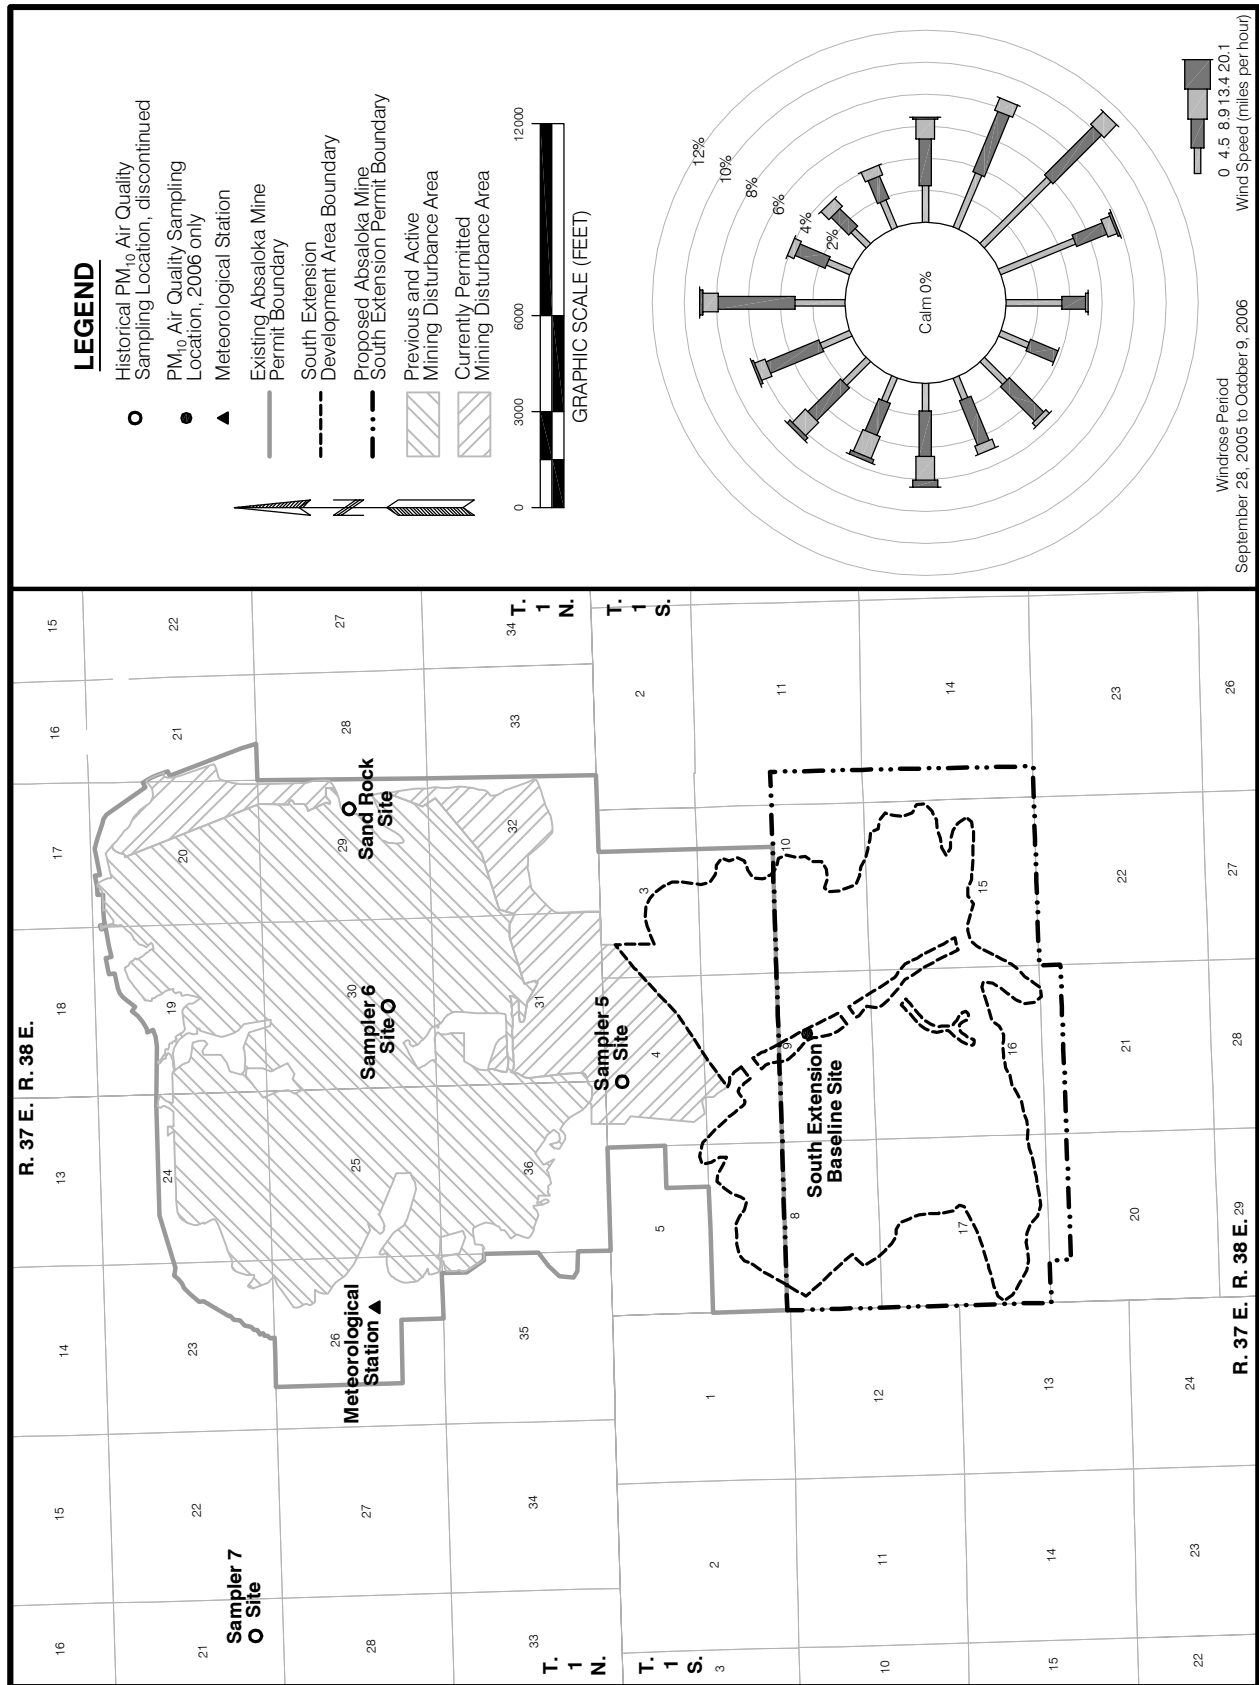 LEGEND
Historical PM10 Air Quality
Sampling Location, discontinued
PM10 Air Quality Sampling
Location, 2006 only
Meteorological Station
Existing Absaloka Mine
Permit Boundary
South Extension
Development Area Boundary
Proposed Absaloka Mine
South Extension Permit Boundary
Previous and Active
Mining Disturbance Area
Currently Permitted
Mining Disturbance Area
N
0 3000 6000 12000
GRAPHIC SCALE (FEET)
12%
10%
8%
6%
4%
2%
Calm 0%
0 4.5 8.9 13.4 20.1
Wind Speed (miles per hour)
Windrose Period
September 28, 2005 to October 9, 2006
R. 37 E. R. 38 E.
16 15 14 13 18 17 16 15
21 22 23 24 19 20 21 22
Sampler 7
Site
28 27 26 25 30 29 28 27
Meteorological
Station
Sampler 6
Site
Sand Rock
Site
33 34 35 36 31 32 33 34
T.
1
N.
T.
1
N.
T.
1
S.
T.
1
S.
Sampler 5
Site
3 2 1 5 4 3 2
10 11 12 8 9 10 11
South Extension
Baseline Site
15 14 13 17 16 15 14
22 23 24 20 21 22 23
29 28 27 26
R. 37 E. R. 38 E.